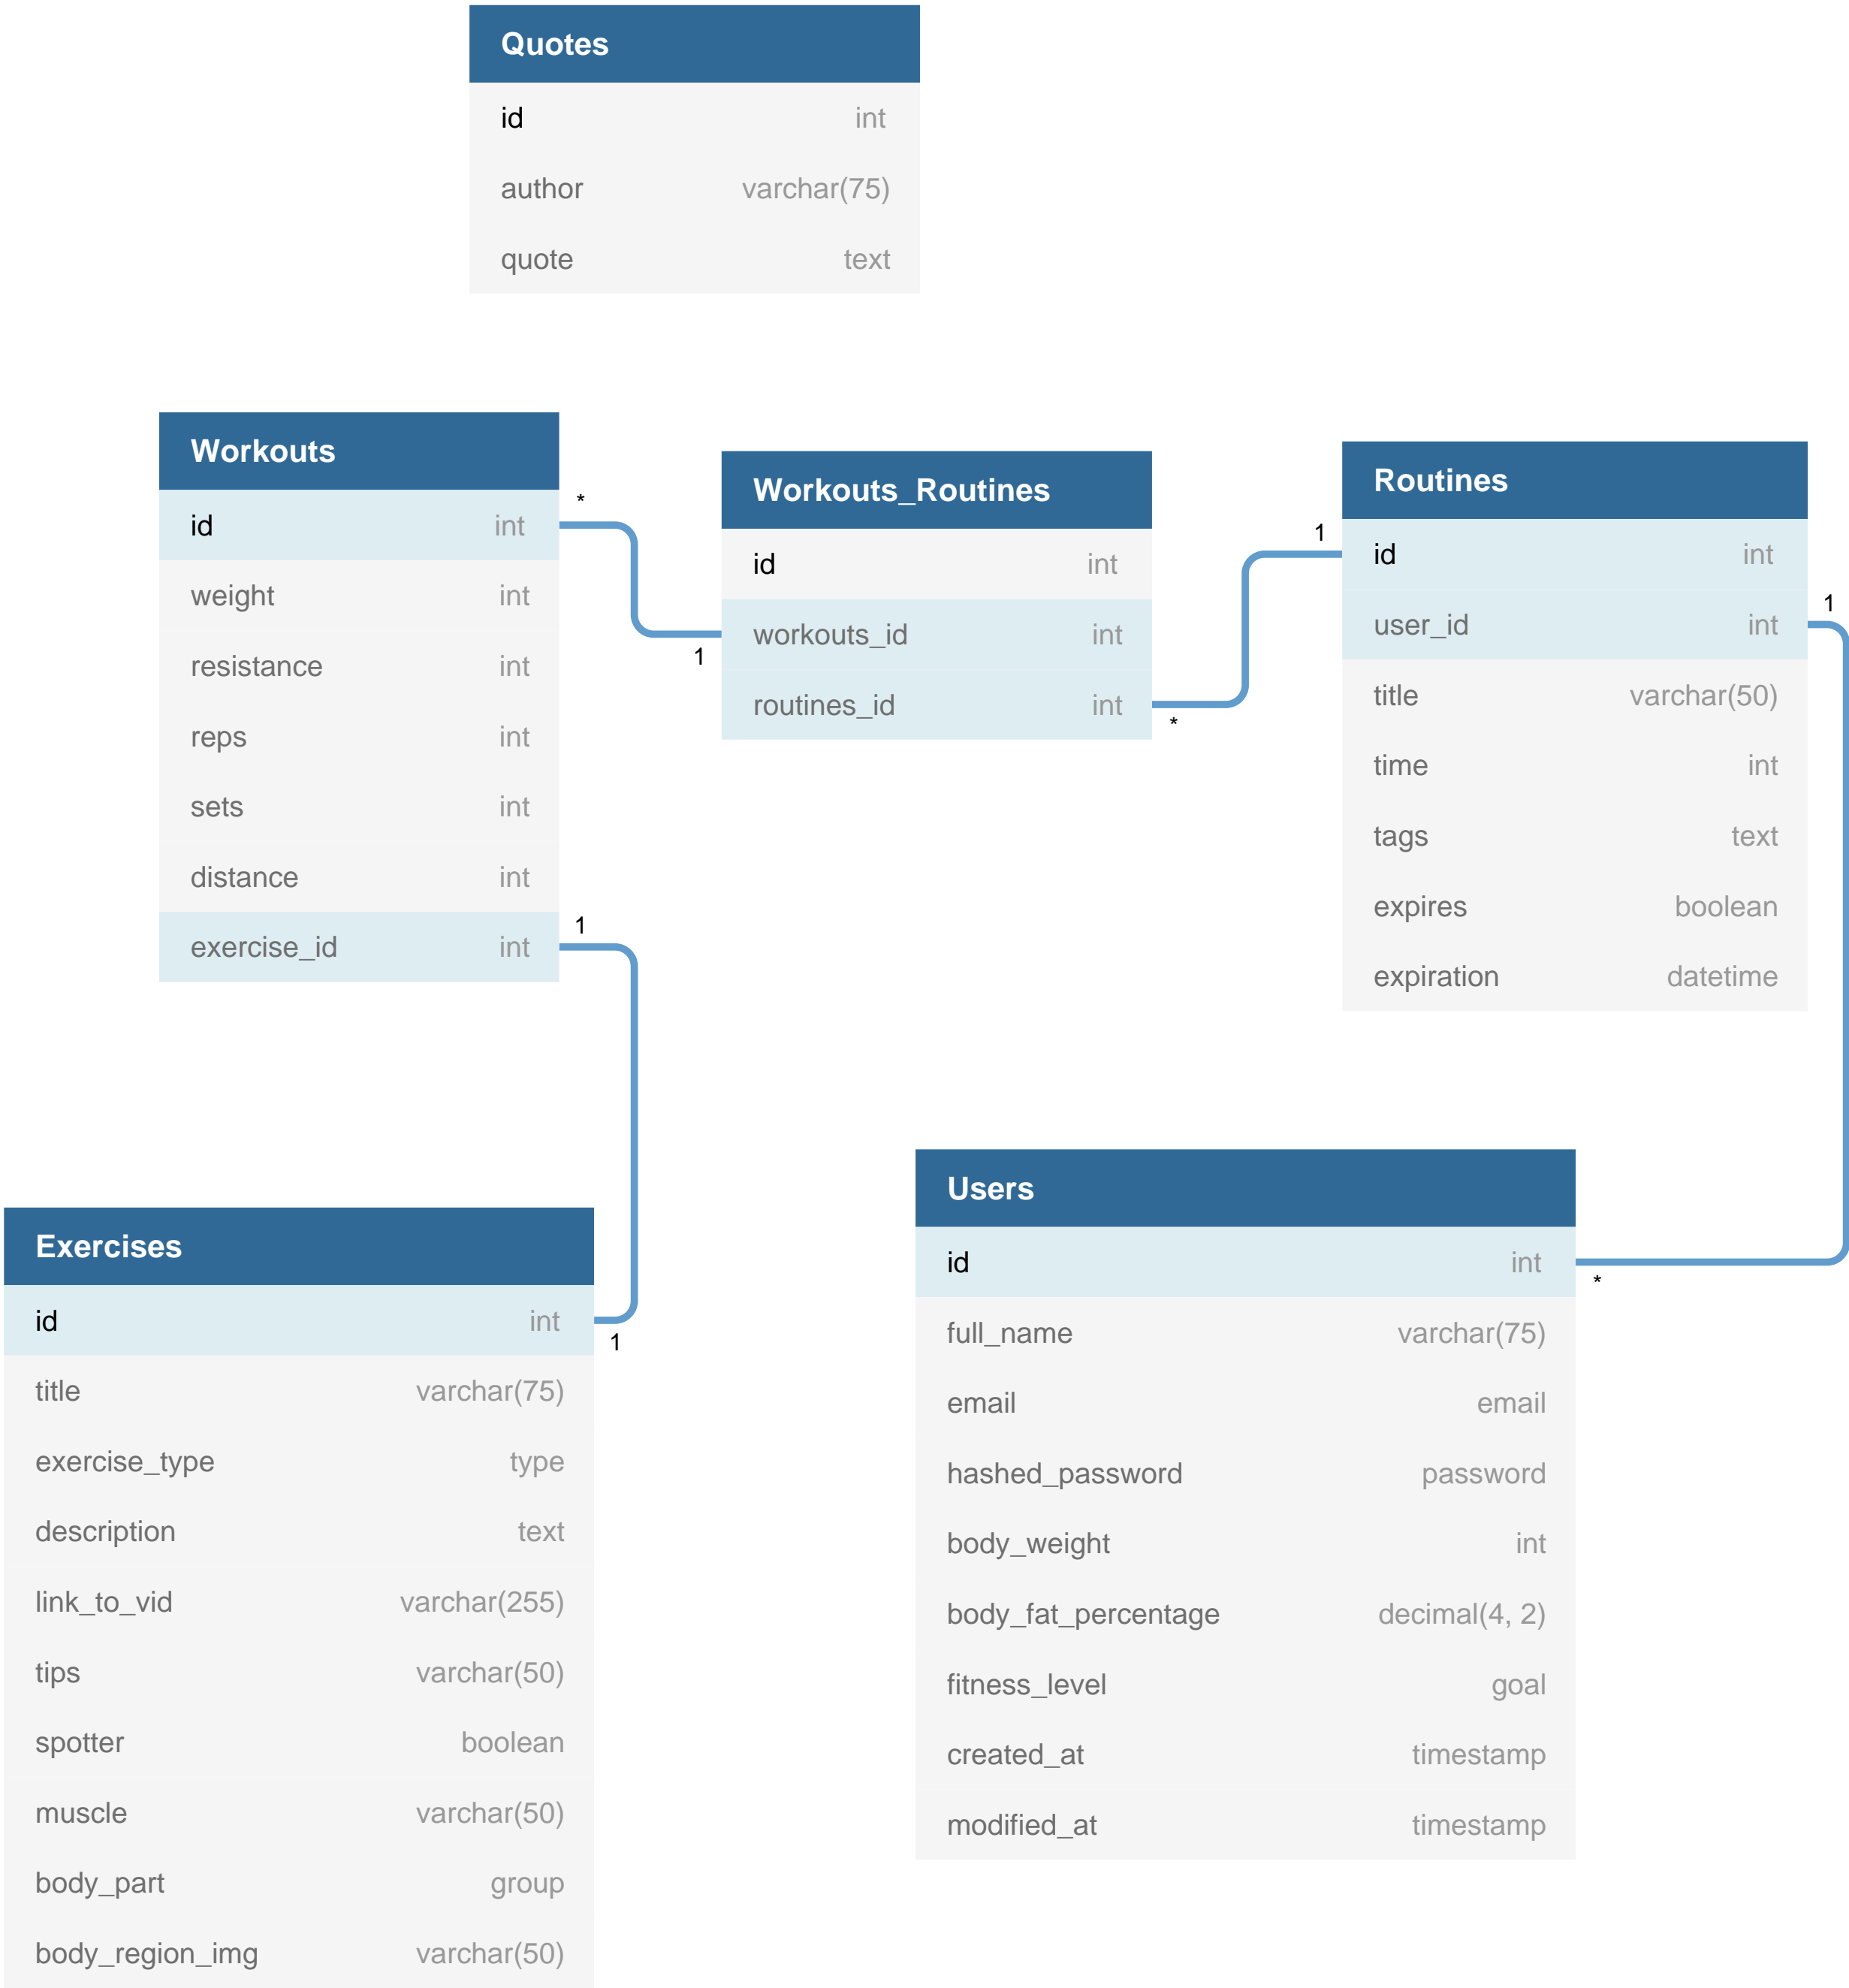 Quotes
id int
author varchar(75)
quote text
Workouts
id int
weight int
resistance int
reps int
sets int
distance int
exercise_id int
*
1
1
1
Workouts_Routines
id int
workouts_id int
routines_id int
*
1
Routines
id int
user_id int
title varchar(50)
time int
tags text
expires boolean
expiration datetime
1
*
Exercises
id int
title varchar(75)
exercise_type type
description text
link_to_vid varchar(255)
tips varchar(50)
spotter boolean
muscle varchar(50)
body_part group
body_region_img varchar(50)
Users
id int
full_name varchar(75)
email email
hashed_password password
body_weight int
body_fat_percentage decimal(4, 2)
fitness_level goal
created_at timestamp
modified_at timestamp